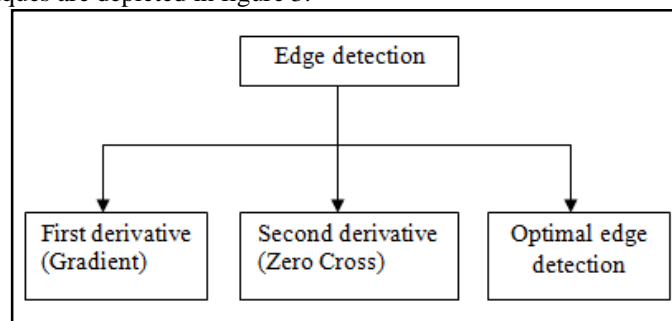 ques are depicted in figure 3.
Edge detection
First derivative
(Gradient)
Second derivative
(Zero Cross)
Optimal edge
detection